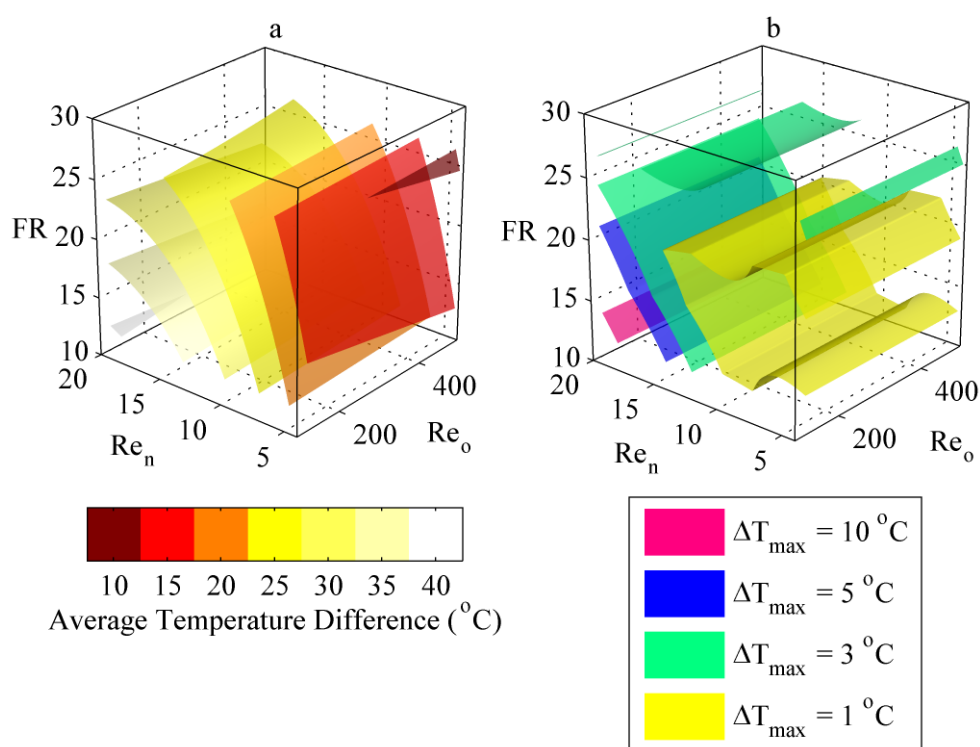 a
30
25
FR
20
15
10
20
15
10
5
Re_n
200
400
Re_o
10 15 20 25 30 35 40
Average Temperature Difference (°C)
b
30
25
FR
20
15
10
20
15
10
5
Re_n
200
400
Re_o
ΔT_max = 10 °C
ΔT_max = 5 °C
ΔT_max = 3 °C
ΔT_max = 1 °C